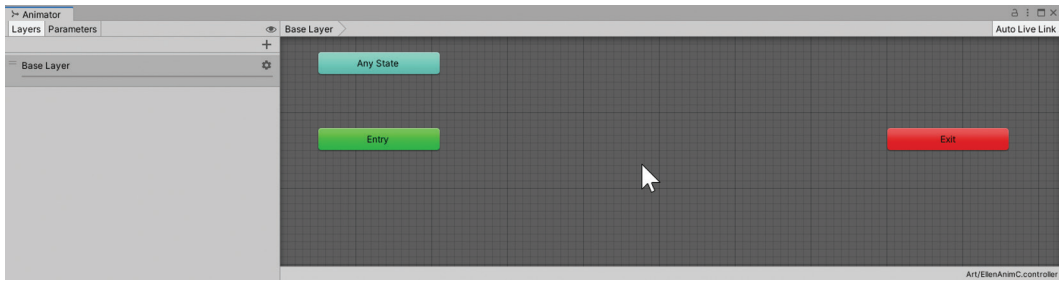 Animator
Layers Parameters
Base Layer
Auto Live Link
Base Layer
Any State
Entry
Exit
Art/EllenAnimC.controller